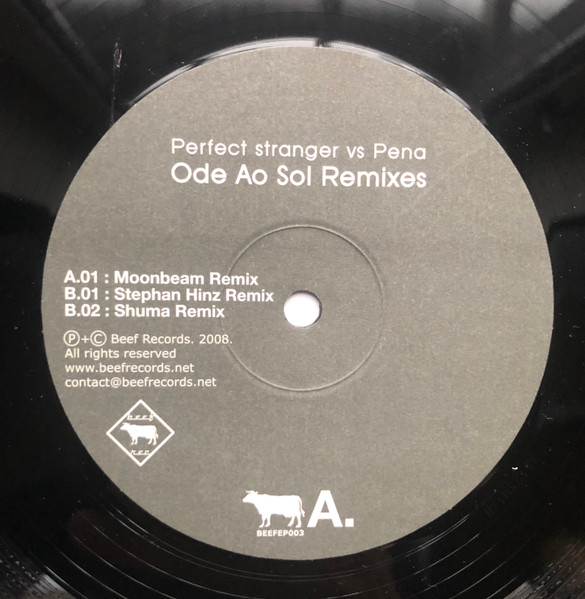 Perfect stranger vs Pena
Ode Ao Sol Remixes
A.01 : Moonbeam Remix
B.01 : Stephan Hinz Remix
B.02 : Shuma Remix
Ⓟ+Ⓒ Beef Records. 2008.
All rights reserved
www.beefrecords.net
contact@beefrecords.net
beef
rec.
A.
BEEFEP003